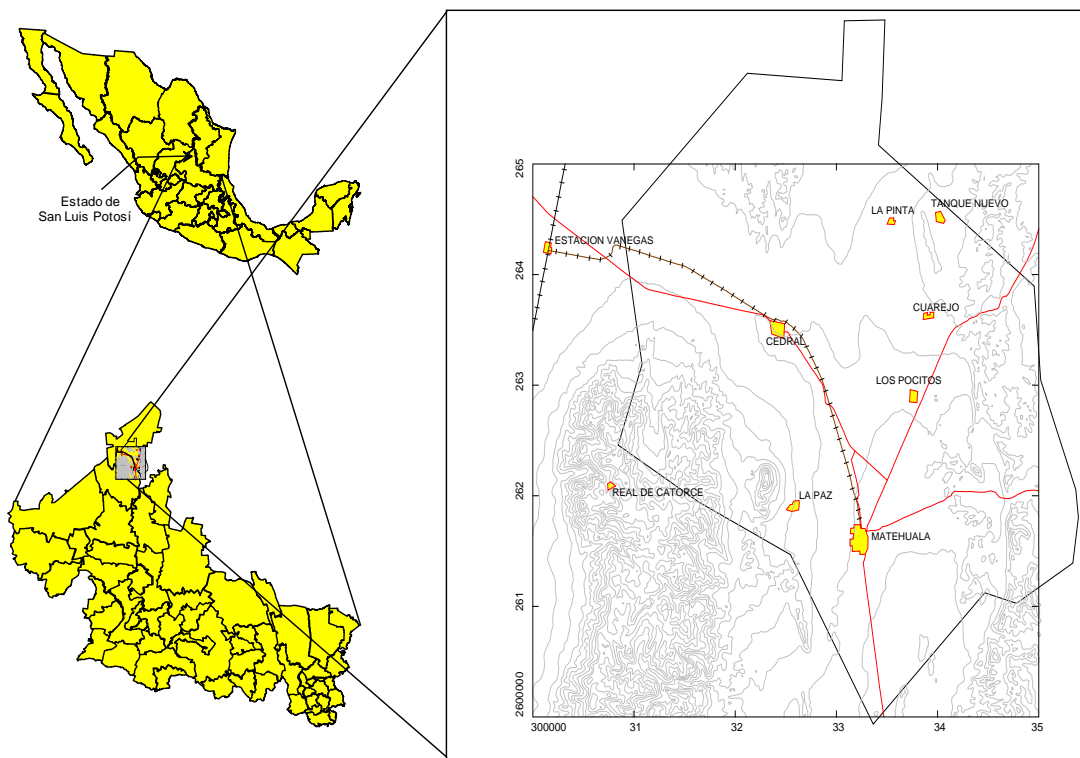 Estado de
San Luis Potosí
265
264
263
262
261
2600000
LA PINTA
TANQUE NUEVO
ESTACION VANEGAS
CUAREJO
CEDRAL
LOS POCITOS
REAL DE CATORCE
LA PAZ
MATEHUALA
300000
31
32
33
34
35